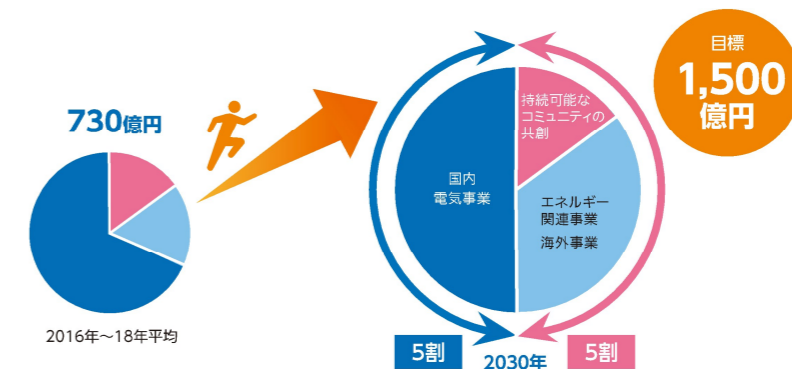 730億円
2016年～18年平均
目標
1,500
億円
持続可能な
コミュニティの
共創
国内
電気事業
エネルギー
関連事業
海外事業
5割
2030年
5割